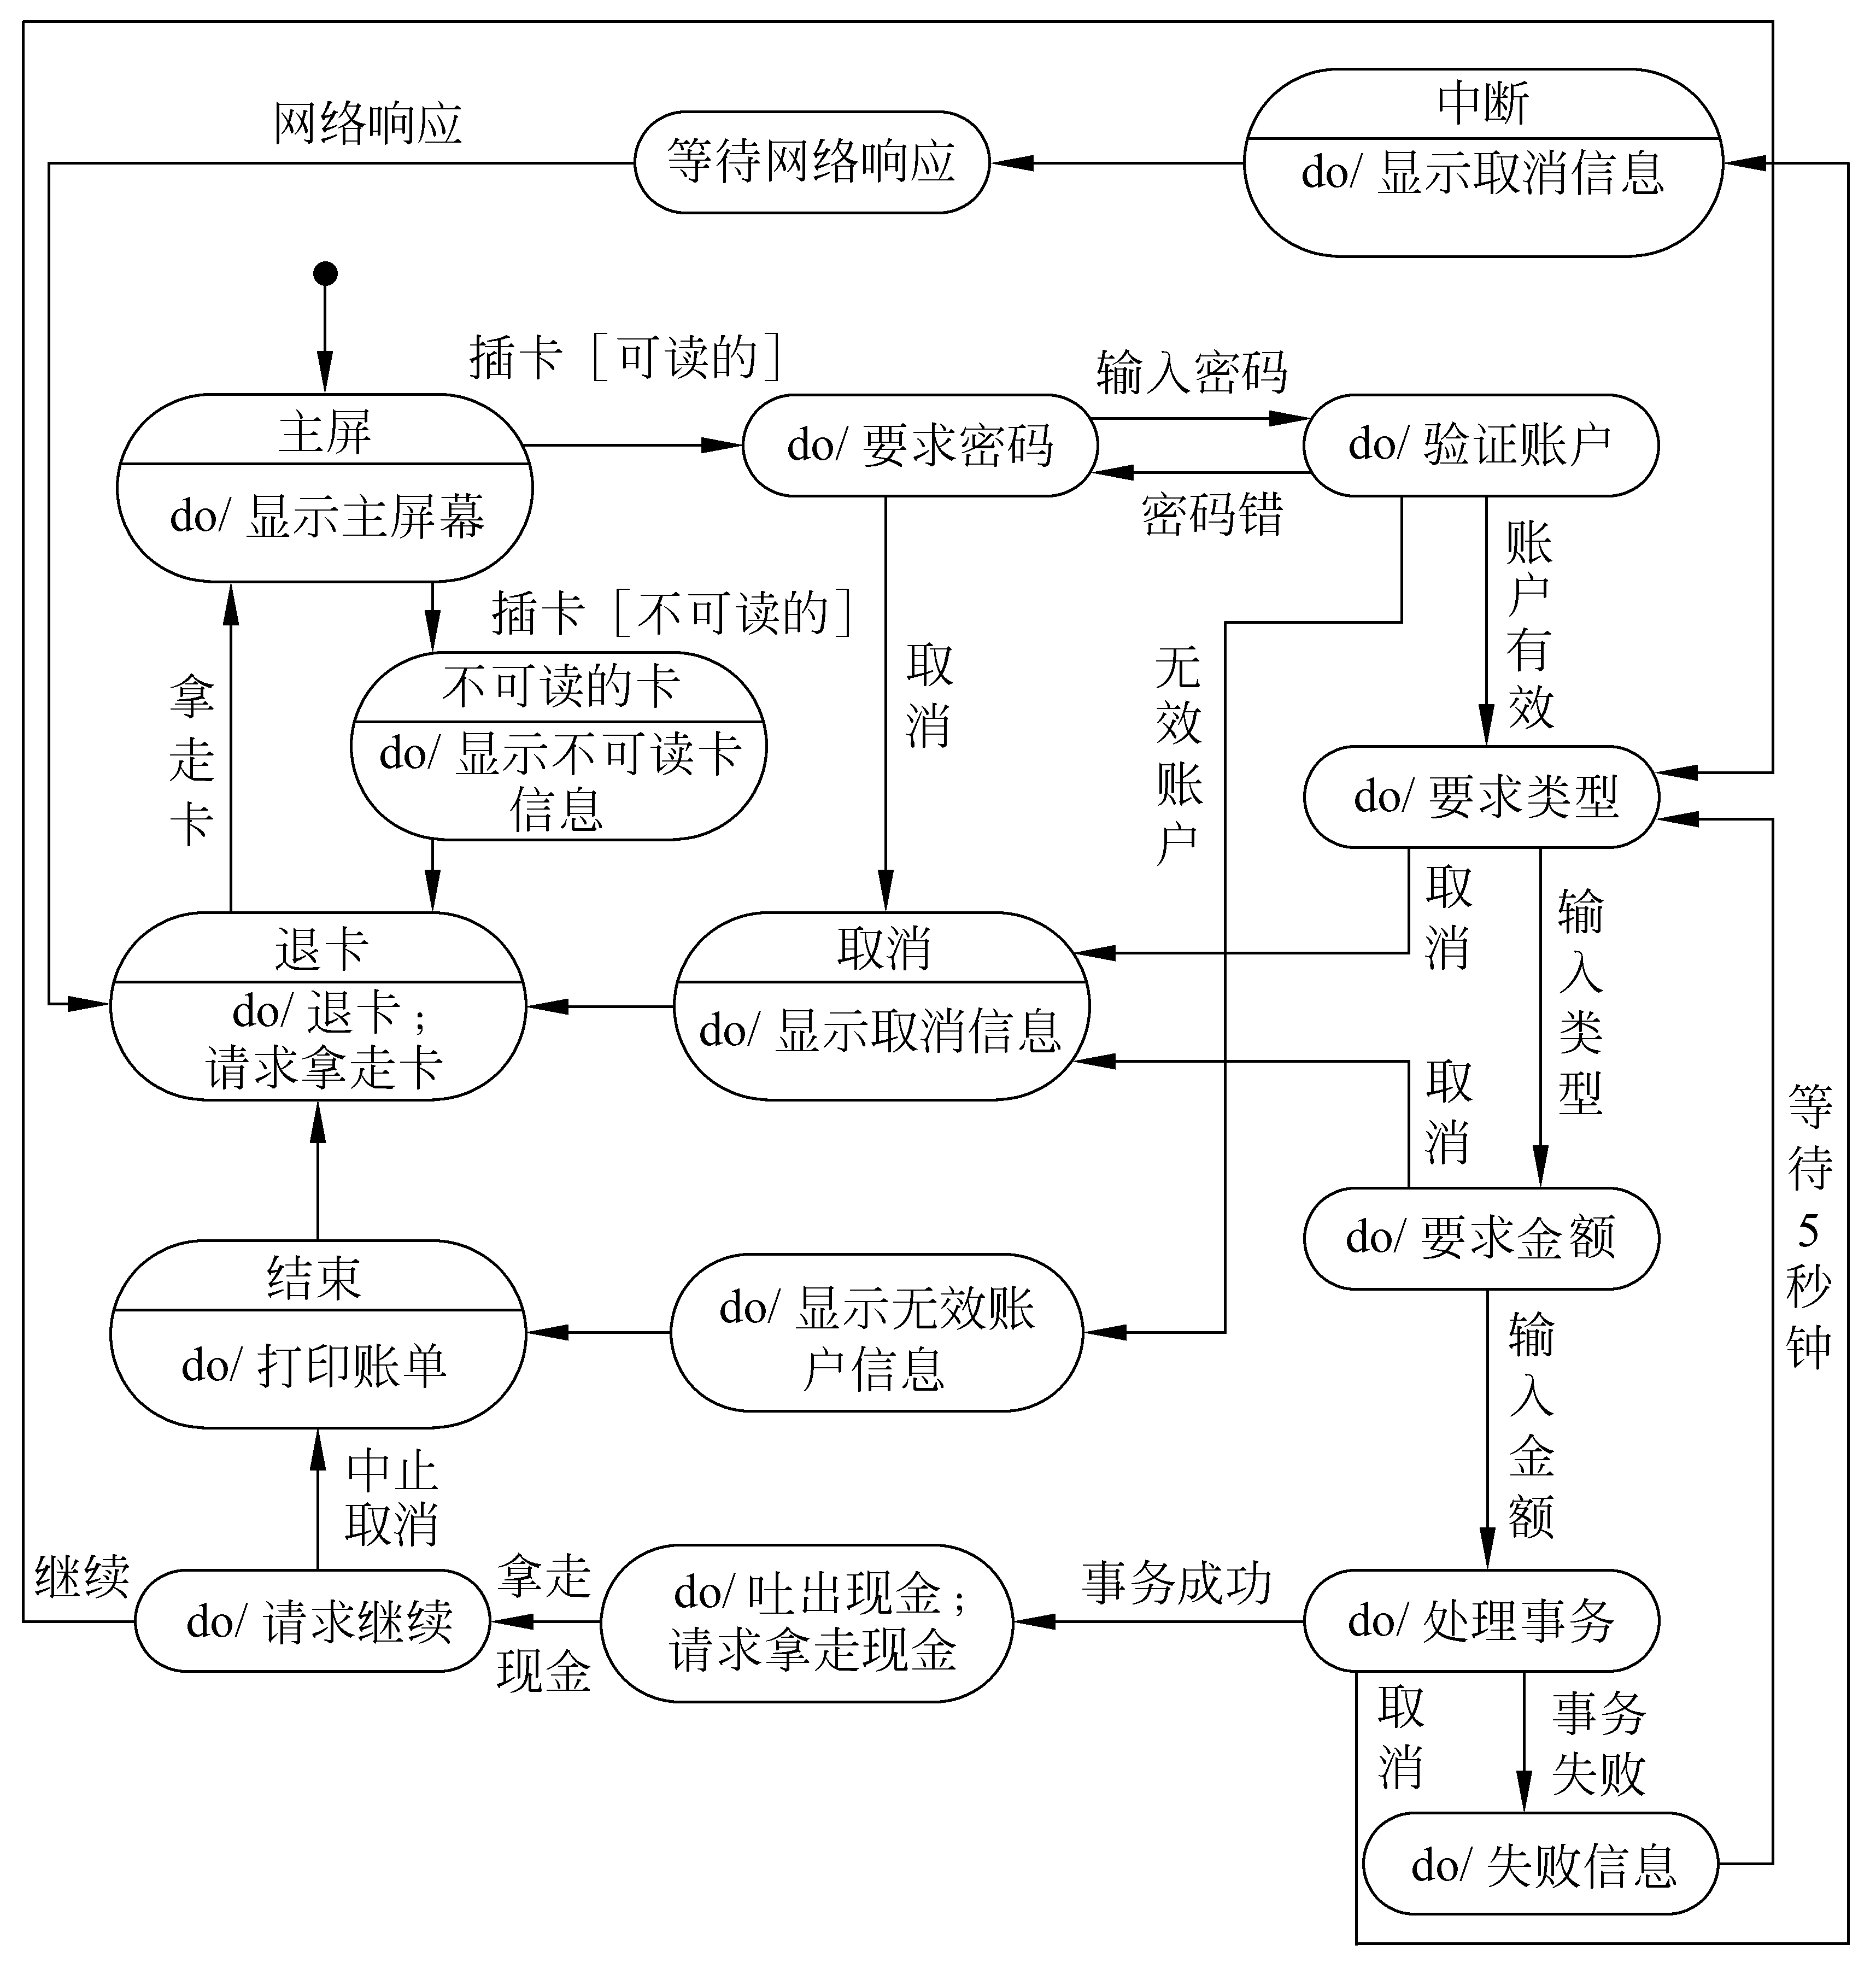 网络响应
等待网络响应
中断
do/ 显示取消信息
插卡［可读的］
输入密码
主屏
do/ 显示主屏幕
do/ 要求密码
do/ 验证账户
密码错
账户有效
插卡［不可读的］
不可读的卡
do/ 显示不可读卡
信息
拿走卡
取消
无效账户
do/ 要求类型
取消
输入类型
退卡
do/ 退卡；
请求拿走卡
取消
do/ 显示取消信息
取消
等待5秒钟
do/ 要求金额
结束
do/ 打印账单
do/ 显示无效账
户信息
输入金额
中止
取消
继续
do/ 请求继续
拿走
现金
do/ 吐出现金；
请求拿走现金
事务成功
do/ 处理事务
取消
事务
失败
do/ 失败信息